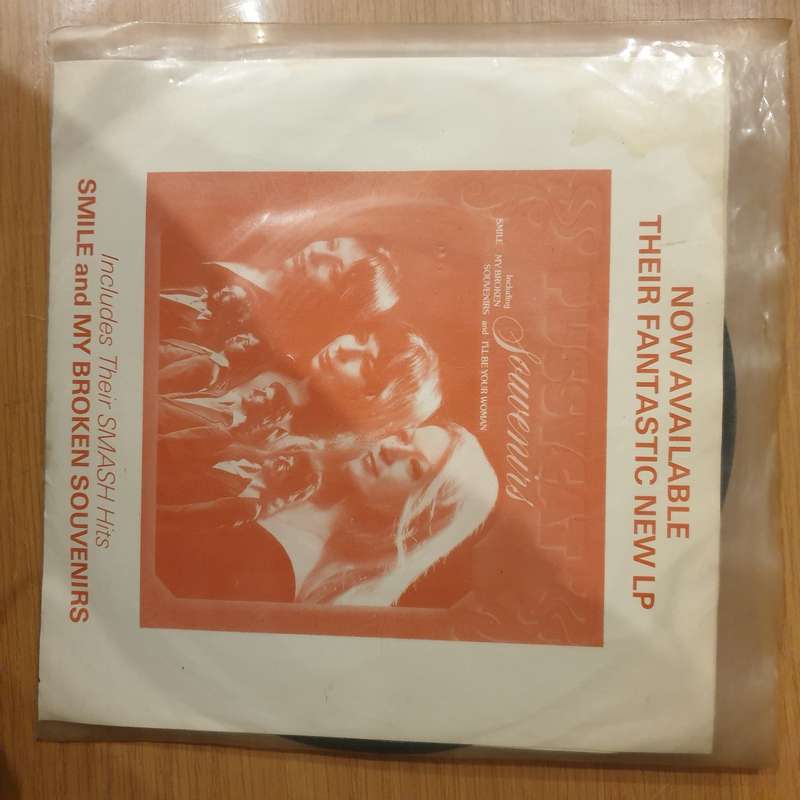 NOW AVAILABLE
THEIR FANTASTIC NEW LP
PUSSYCAT
Souvenirs
Including
SMILE MY BROKEN
SOUVENIRS and I'LL BE YOUR WOMAN
Includes Their SMASH Hits
SMILE and MY BROKEN SOUVENIRS